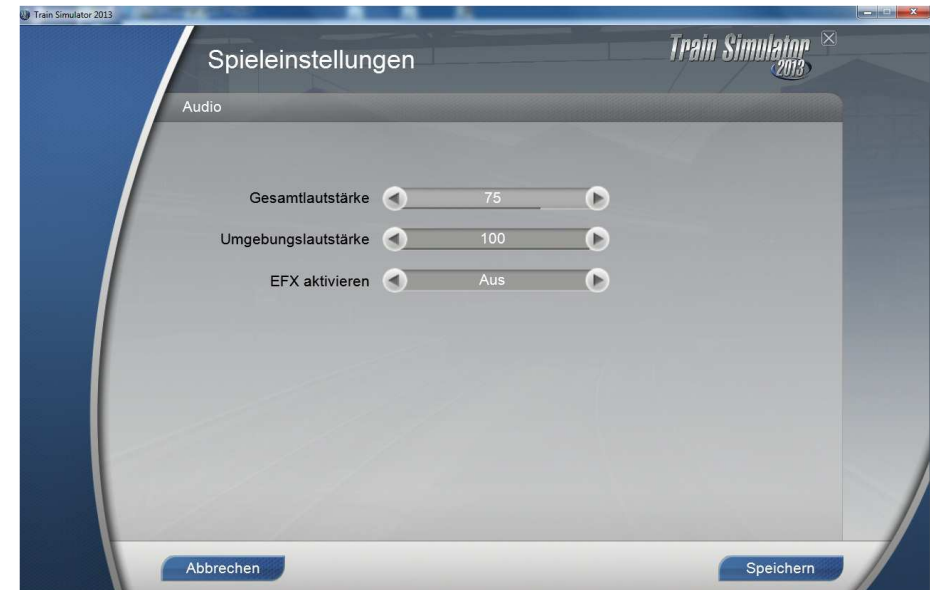 Train Simulator 2013
Spieleinstellungen
Train Simulator
2013
Audio
Gesamtlautstärke 75
Umgebungslautstärke 100
EFX aktivieren Aus
Abbrechen Speichern